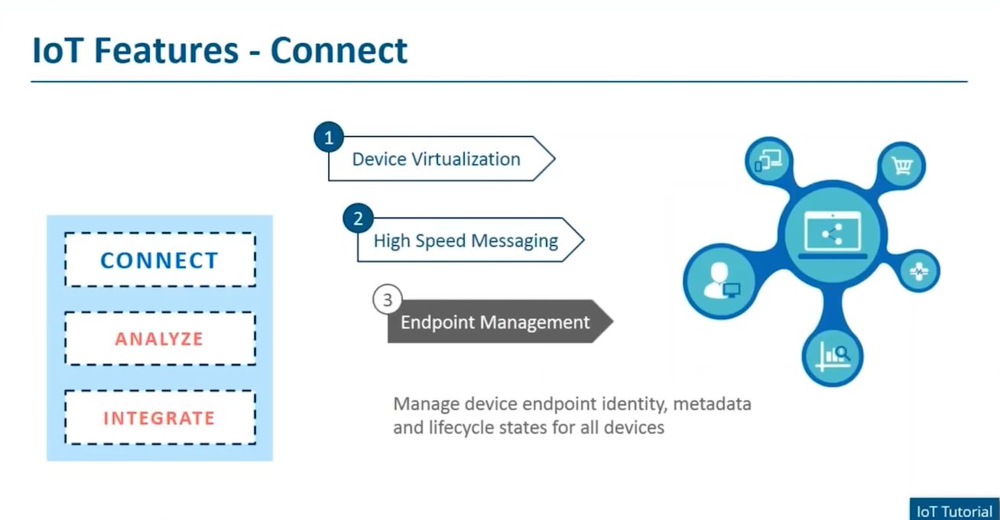 IoT Features - Connect
1
Device Virtualization
2
High Speed Messaging
3
Endpoint Management
CONNECT
ANALYZE
INTEGRATE
Manage device endpoint identity, metadata
and lifecycle states for all devices
IoT Tutorial